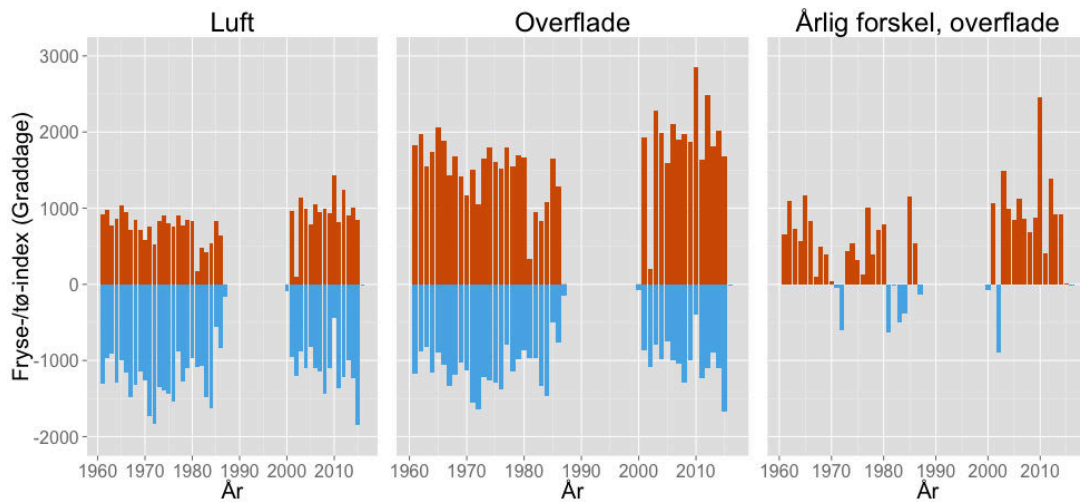 Luft
Overflade
Årlig forskel, overflade
Fryse-/tø-index (Graddage)
3000
2000
1000
0
-1000
-2000
1960 1970 1980 1990 2000 2010
1960 1970 1980 1990 2000 2010
1960 1970 1980 1990 2000 2010
År
År
År